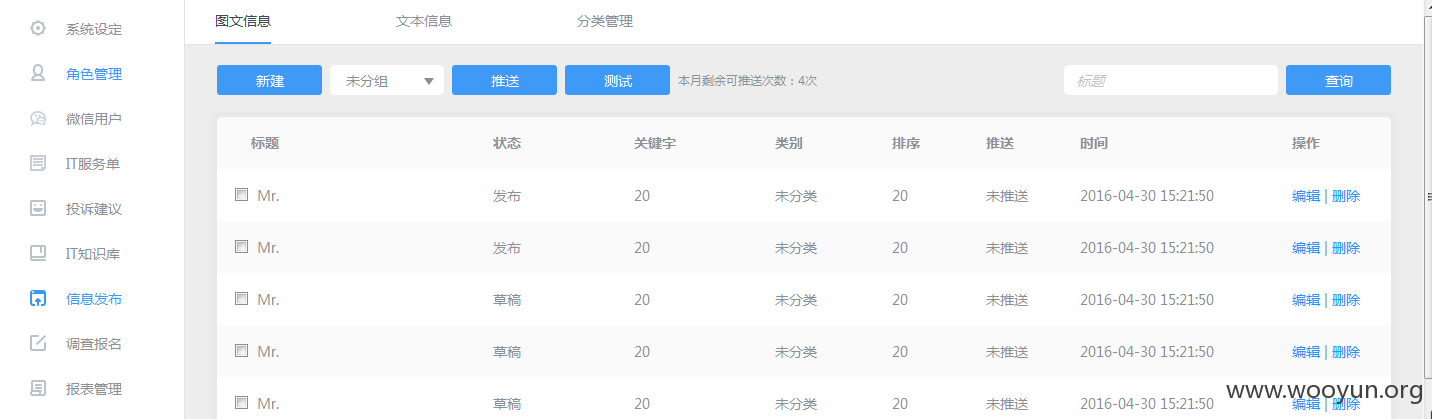 系统设定
角色管理
微信用户
IT服务单
投诉建议
IT知识库
信息发布
调查报名
报表管理
图文信息 文本信息 分类管理
新建 未分组 推送 测试 本月剩余可推送次数：4次 标题 查询
标题 状态 关键字 类别 排序 推送 时间 操作
Mr. 发布 20 未分类 20 未推送 2016-04-30 15:21:50 编辑 | 删除
Mr. 发布 20 未分类 20 未推送 2016-04-30 15:21:50 编辑 | 删除
Mr. 草稿 20 未分类 20 未推送 2016-04-30 15:21:50 编辑 | 删除
Mr. 草稿 20 未分类 20 未推送 2016-04-30 15:21:50 编辑 | 删除
Mr. 草稿 20 未分类 20 未推送 2016-04-30 15:21:50 编辑 | 删除
www.wooyun.org